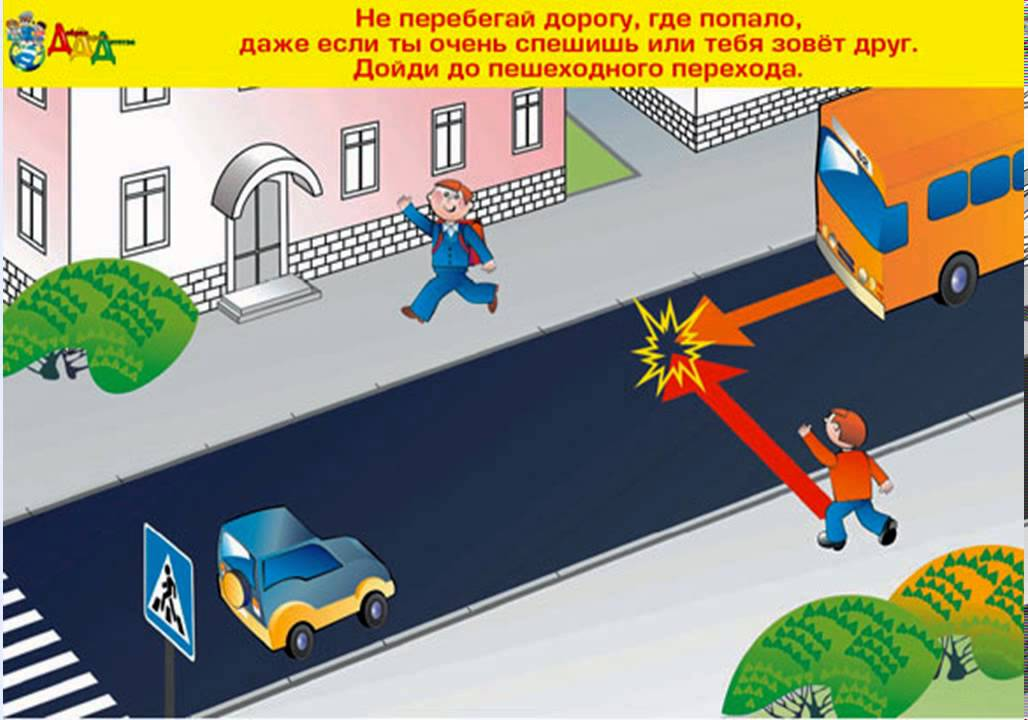 Не перебегай дорогу, где попало,
даже если ты очень спешишь или тебя зовёт друг.
Дойди до пешеходного перехода.